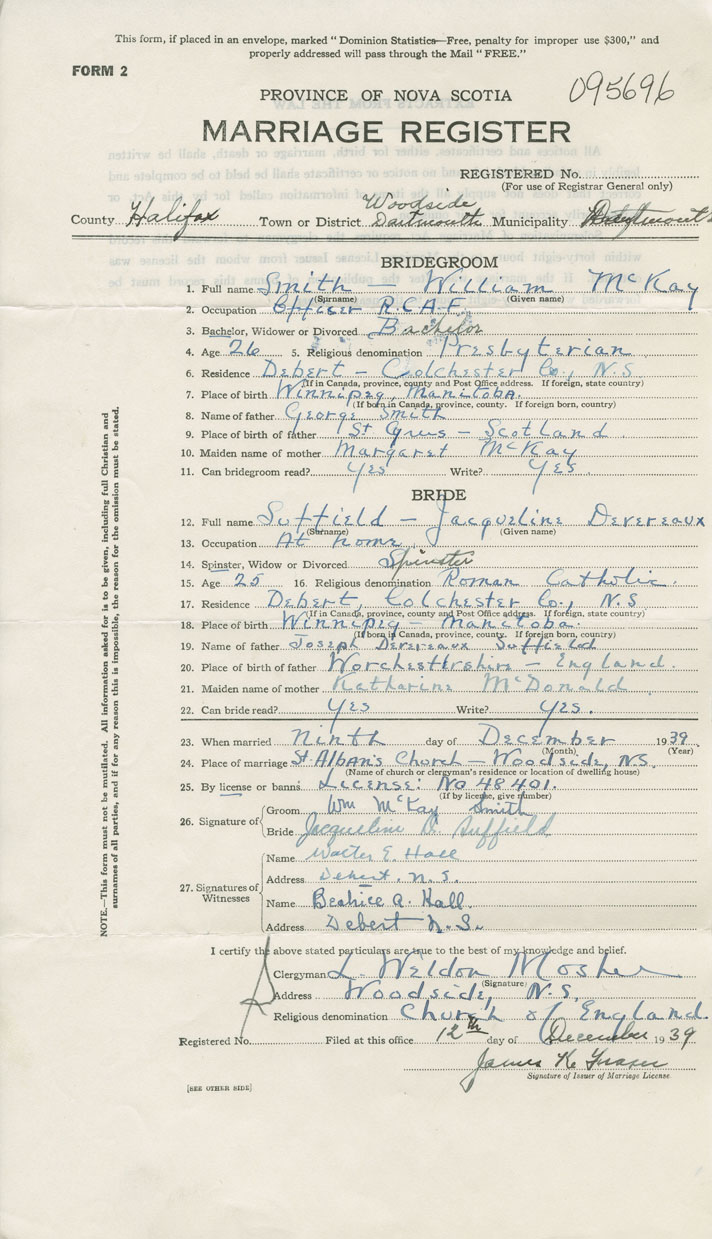 This form, if placed in an envelope, marked "Dominion Statistics—Free, penalty for improper use $300," and
properly addressed will pass through the Mail "FREE."
FORM 2
095696
PROVINCE OF NOVA SCOTIA
MARRIAGE REGISTER
REGISTERED No.
(For use of Registrar General only)
Woodside
County Halifax Town or District Dartmouth Municipality Dartmouth
BRIDEGROOM
1. Full name Smith — William McKay
(Surname) (Given name)
2. Occupation Officer R.C.A.F.
3. Bachelor, Widower or Divorced Bachelor
4. Age 26 5. Religious denomination Presbyterian
6. Residence Debert – Colchester Co., N.S
(If in Canada, province, county and Post Office address. If foreign, state country)
7. Place of birth Winnipeg, Manitoba.
(If born in Canada, province, county. If foreign born, country)
8. Name of father George Smith
9. Place of birth of father St Cyrus – Scotland
10. Maiden name of mother Margaret McKay
11. Can bridegroom read? Yes Write? Yes.
BRIDE
12. Full name Suffield – Jacqueline Devereaux
(Surname) (Given name)
13. Occupation At home
14. Spinster, Widow or Divorced Spinster
15. Age 25 16. Religious denomination Roman Catholic.
17. Residence Debert, Colchester Co., N.S
(If in Canada, province, county and Post Office address. If foreign, state country)
18. Place of birth Winnipeg – Manitoba.
(If born in Canada, province, county. If foreign born, country)
19. Name of father Joseph Devereaux Suffield
20. Place of birth of father Worchestershire – England.
21. Maiden name of mother Katharine McDonald
22. Can bride read? Yes Write? Yes.
23. When married Ninth day of December 1939
(Month) (Year)
24. Place of marriage St Alban's Church – Woodside, N.S.
(Name of church or clergyman's residence or location of dwelling house)
25. By license or banns License: No 48401.
(If by license, give number)
26. Signature of
Groom Wm McKay Smith
Bride Jacqueline D. Suffield
27. Signatures of Witnesses
Name Walter E. Hall
Address Debert. N.S.
Name Beatrice A. Hall
Address Debert N.S.
I certify the above stated particulars are true to the best of my knowledge and belief.
Clergyman L. Weldon Mosher
(Signature)
Address Woodside, N.S.
Religious denomination Church of England.
Registered No. Filed at this office 12th day of December 1939
James K. Fraser
Signature of Issuer of Marriage License
[SEE OTHER SIDE]
NOTE.—This form must not be mutilated. All information asked for is to be given, including full Christian and
surnames of all parties, and if for any reason this is impossible, the reason for the omission must be stated.